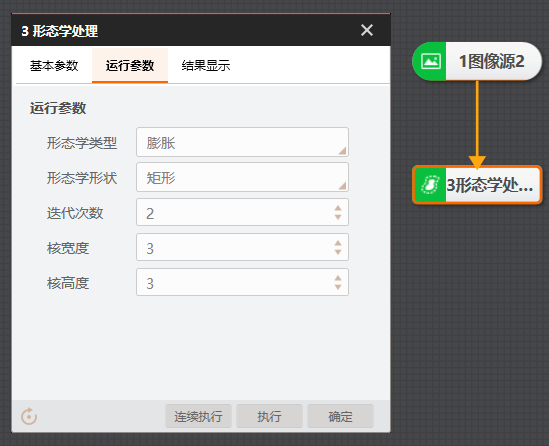 3 形态学处理
基本参数 运行参数 结果显示
运行参数
形态学类型 膨胀
形态学形状 矩形
迭代次数 2
核宽度 3
核高度 3
连续执行 执行 确定
1图像源2
3形态学处...